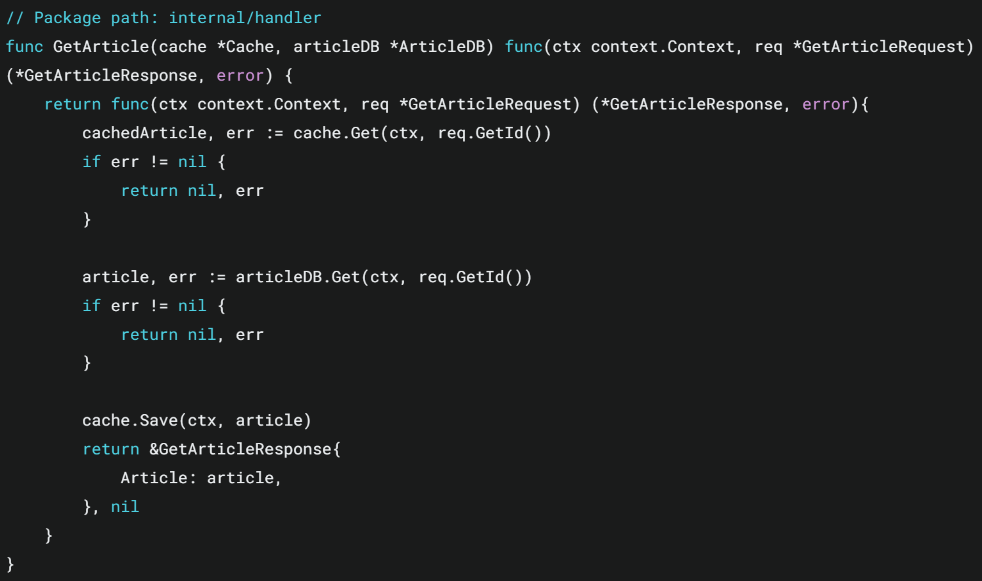 // Package path: internal/handler
func GetArticle(cache *Cache, articleDB *ArticleDB) func(ctx context.Context, req *GetArticleRequest)
(*GetArticleResponse, error) {
    return func(ctx context.Context, req *GetArticleRequest) (*GetArticleResponse, error){
        cachedArticle, err := cache.Get(ctx, req.GetId())
        if err != nil {
            return nil, err
        }

        article, err := articleDB.Get(ctx, req.GetId())
        if err != nil {
            return nil, err
        }

        cache.Save(ctx, article)
        return &GetArticleResponse{
            Article: article,
        }, nil
    }
}